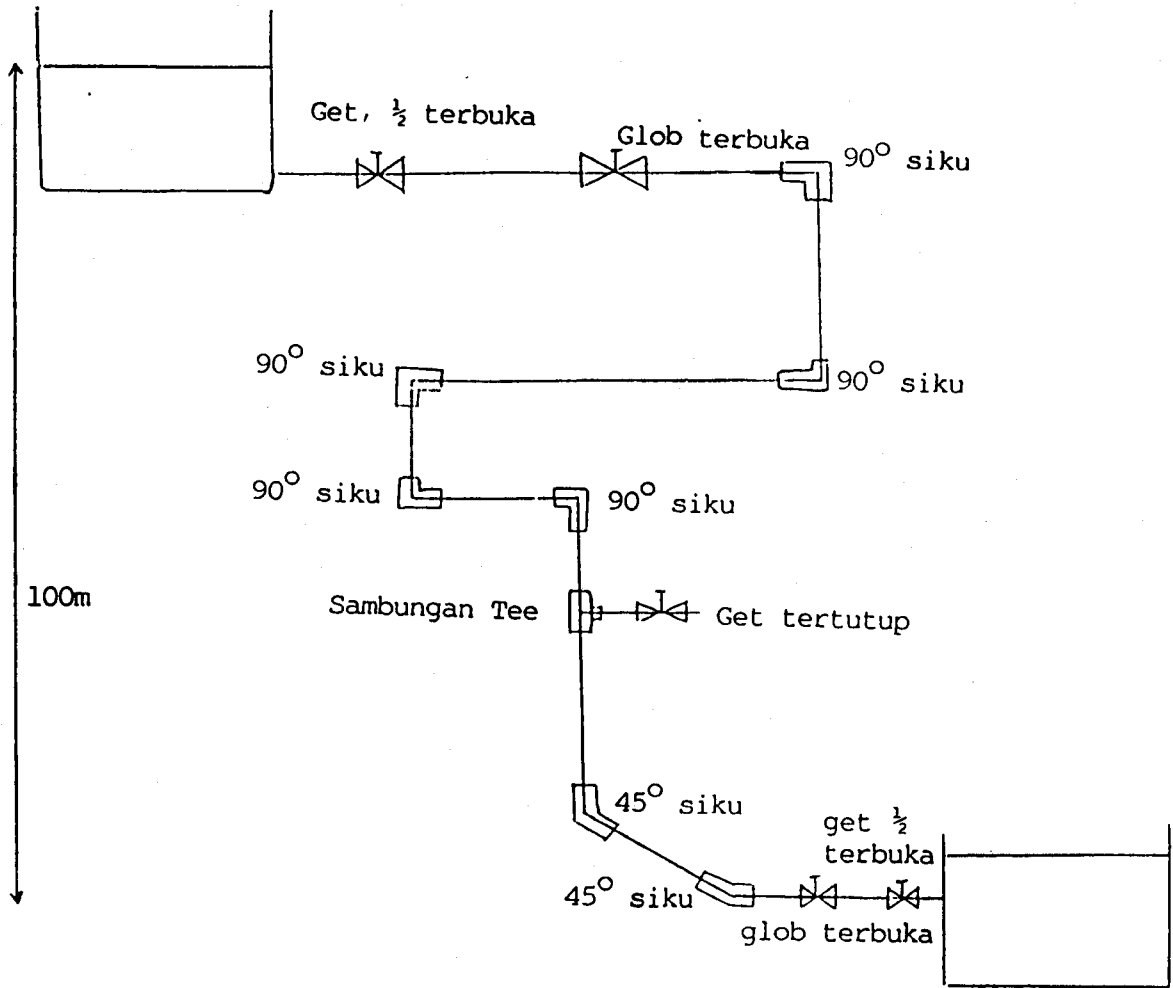 Get, ½ terbuka
Glob terbuka
90° siku
90° siku
90° siku
90° siku
90° siku
100m
Sambungan Tee
Get tertutup
45° siku
get ½
terbuka
45° siku
glob terbuka